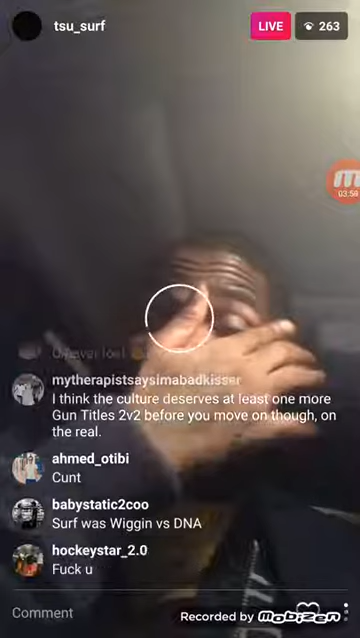 tsu_surf
LIVE
263
M
03:56
mytherapistsaysimabadkisser
I think the culture deserves at least one more
Gun Titles 2v2 before you move on though, on
the real.
ahmed_otibi
Cunt
babystatic2coo
Surf was Wiggin vs DNA
hockeystar_2.0
Fuck u
Comment
Recorded by Mobizen